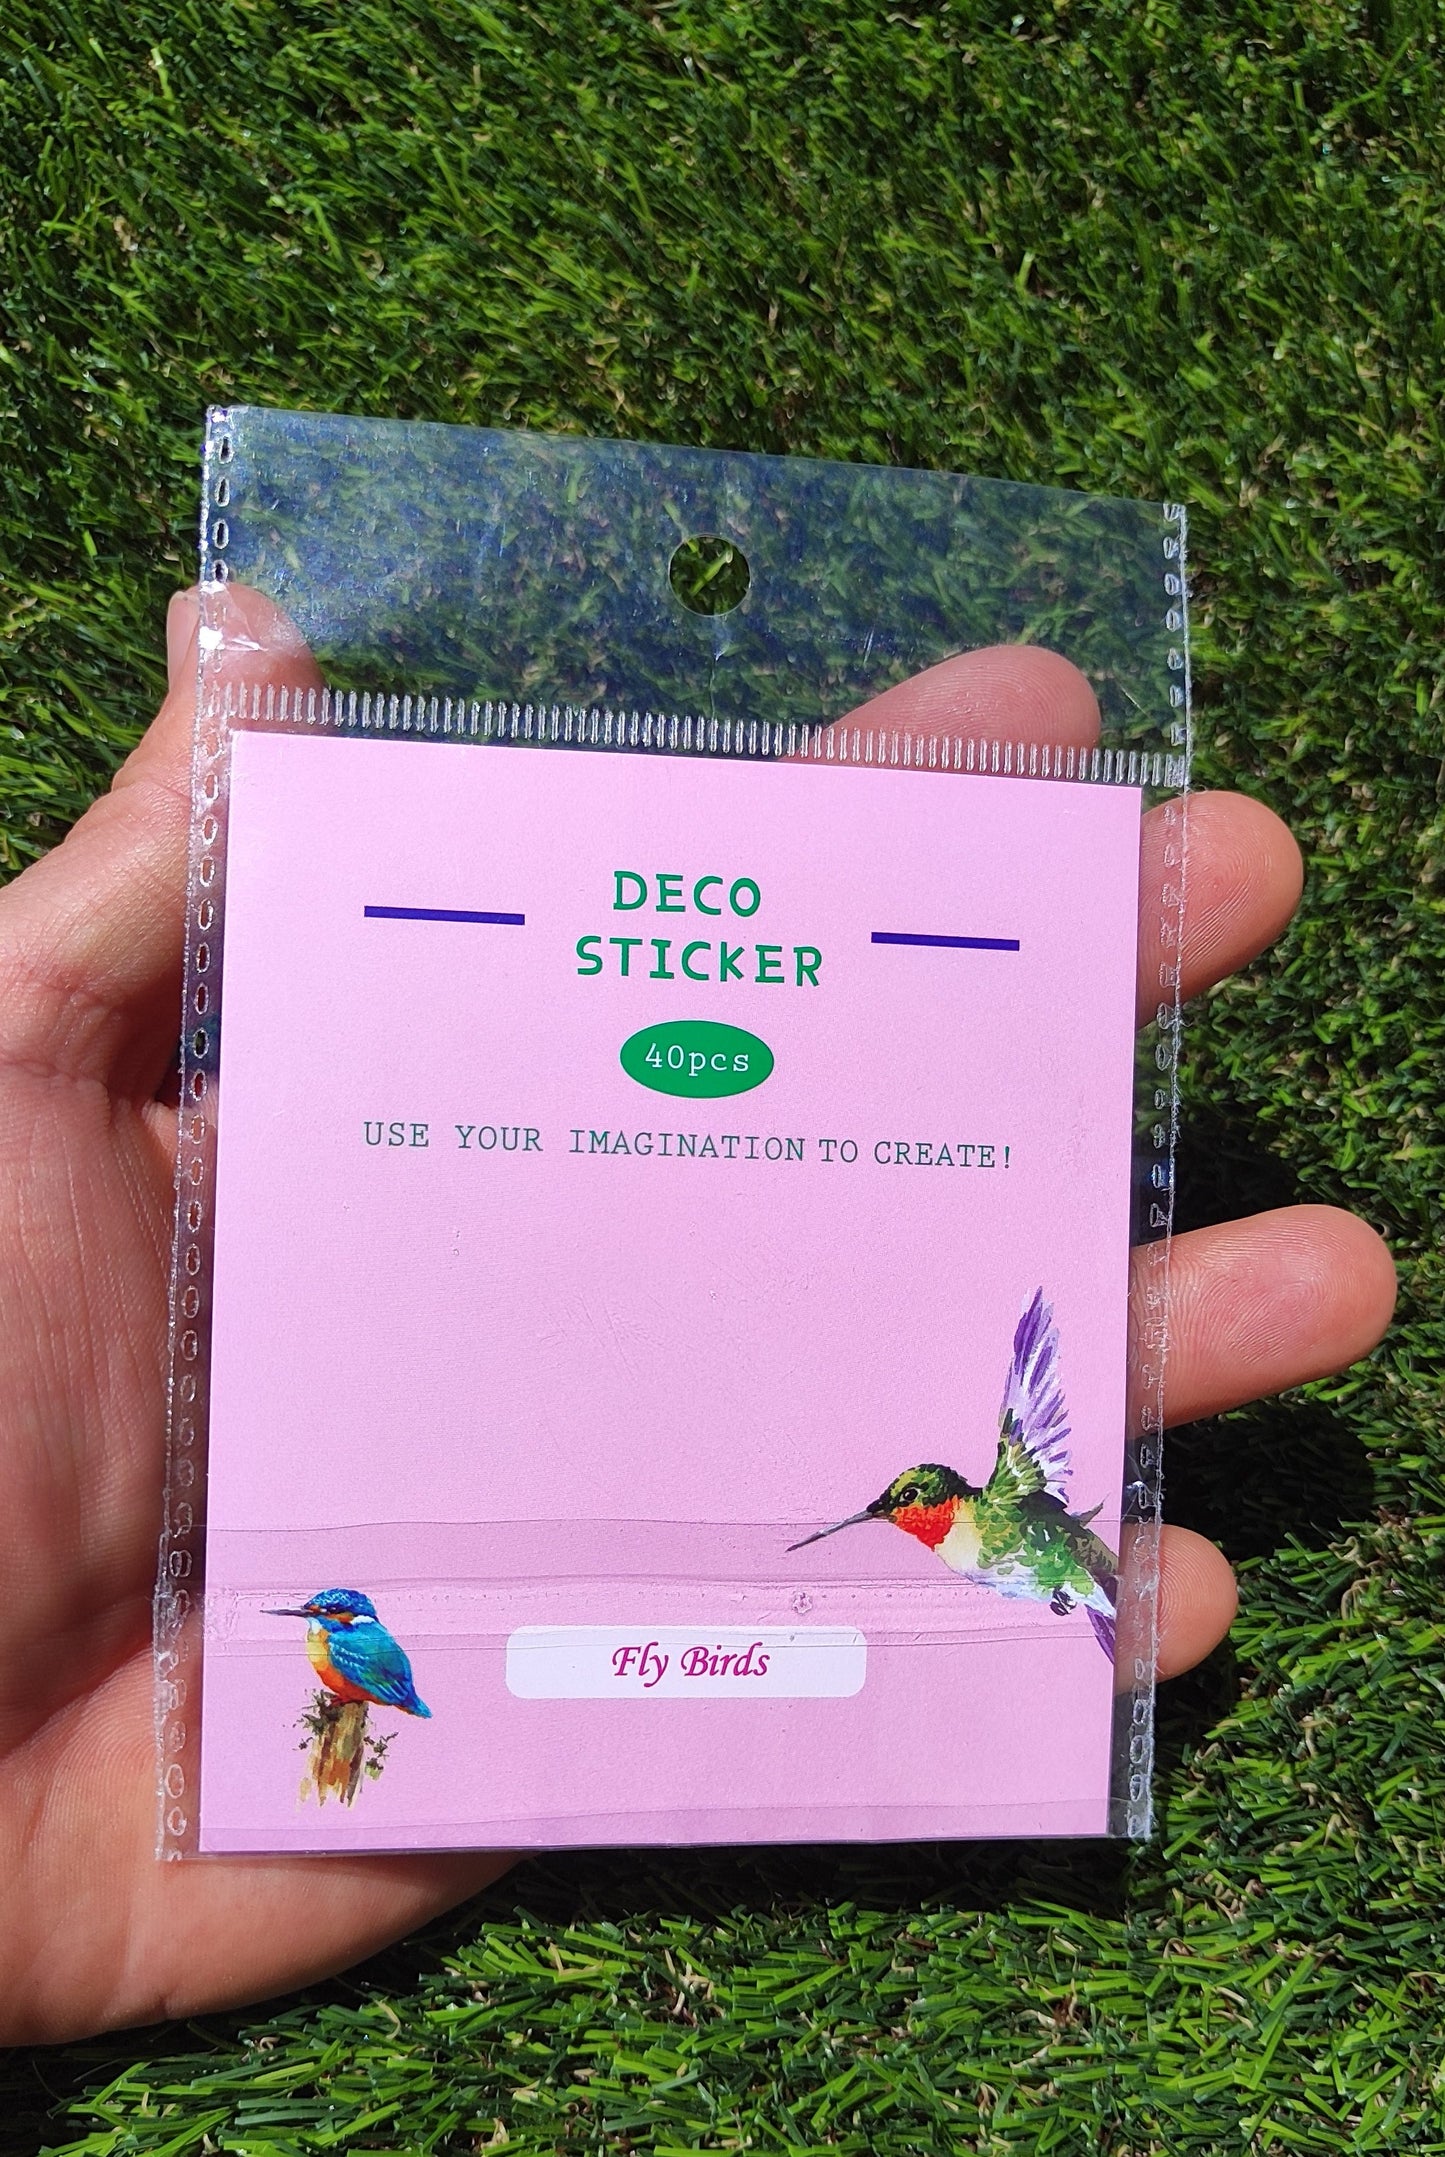 DECO
STICKER
40pcs
USE YOUR IMAGINATION TO CREATE!
Fly Birds